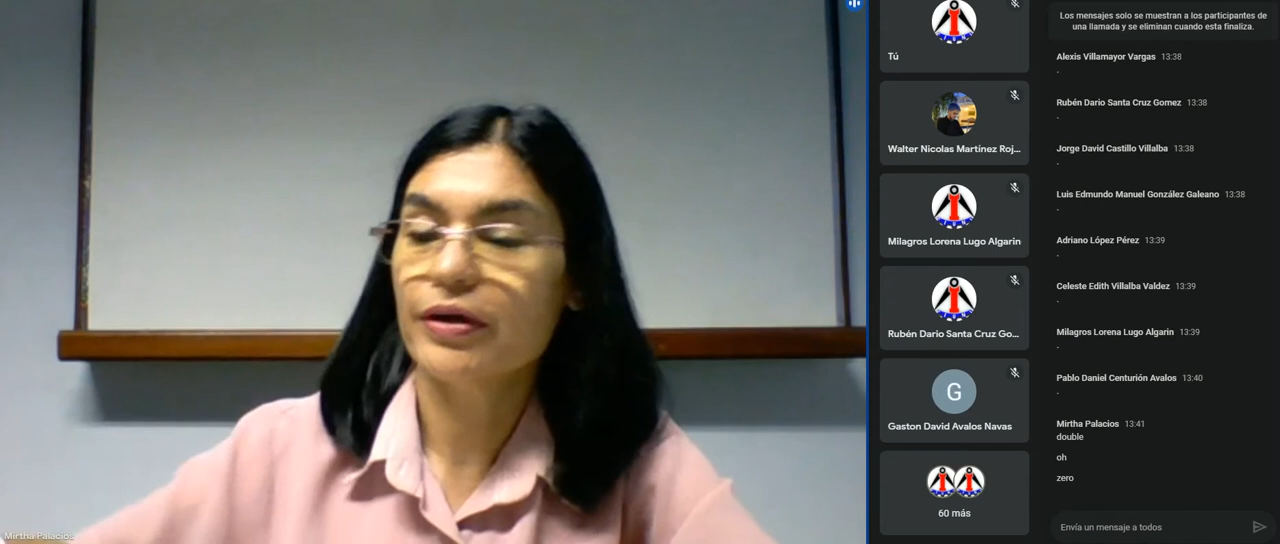 Mirtha Palacios
Tú
Walter Nicolas Martínez Roj...
Milagros Lorena Lugo Algarin
Rubén Dario Santa Cruz Go...
G
Gaston David Avalos Navas
60 más
Los mensajes solo se muestran a los participantes de
una llamada y se eliminan cuando esta finaliza.
Alexis Villamayor Vargas 13:38
.
Rubén Dario Santa Cruz Gomez 13:38
.
Jorge David Castillo Villalba 13:38
.
Luis Edmundo Manuel González Galeano 13:38
.
Adriano López Pérez 13:39
.
Celeste Edith Villalba Valdez 13:39
.
Milagros Lorena Lugo Algarin 13:39
.
Pablo Daniel Centurión Avalos 13:40
.
Mirtha Palacios 13:41
double
oh
zero
Envía un mensaje a todos